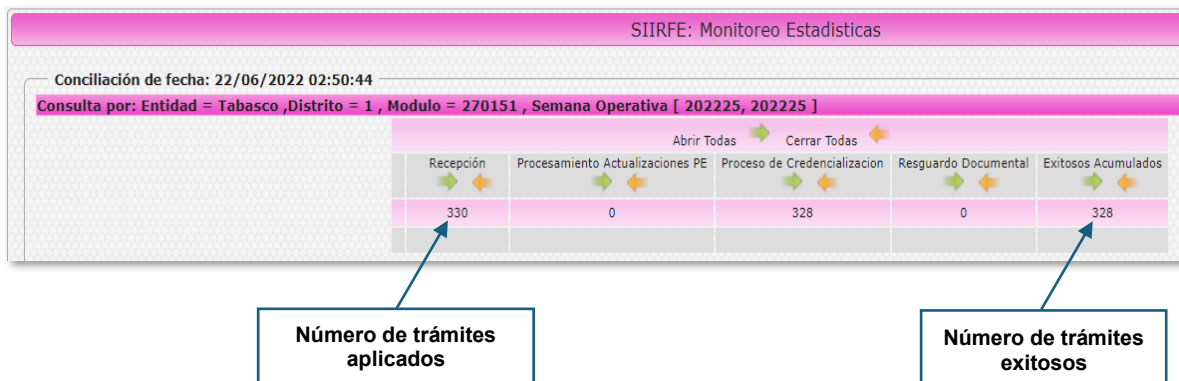 SIIRFE: Monitoreo Estadisticas
Conciliación de fecha: 22/06/2022 02:50:44
Consulta por: Entidad = Tabasco ,Distrito = 1 , Modulo = 270151 , Semana Operativa [ 202225, 202225 ]
Abrir Todas Cerrar Todas
Recepción Procesamiento Actualizaciones PE Proceso de Credencializacion Resguardo Documental Exitosos Acumulados
330 0 328 0 328
Número de trámites
aplicados
Número de trámites
exitosos